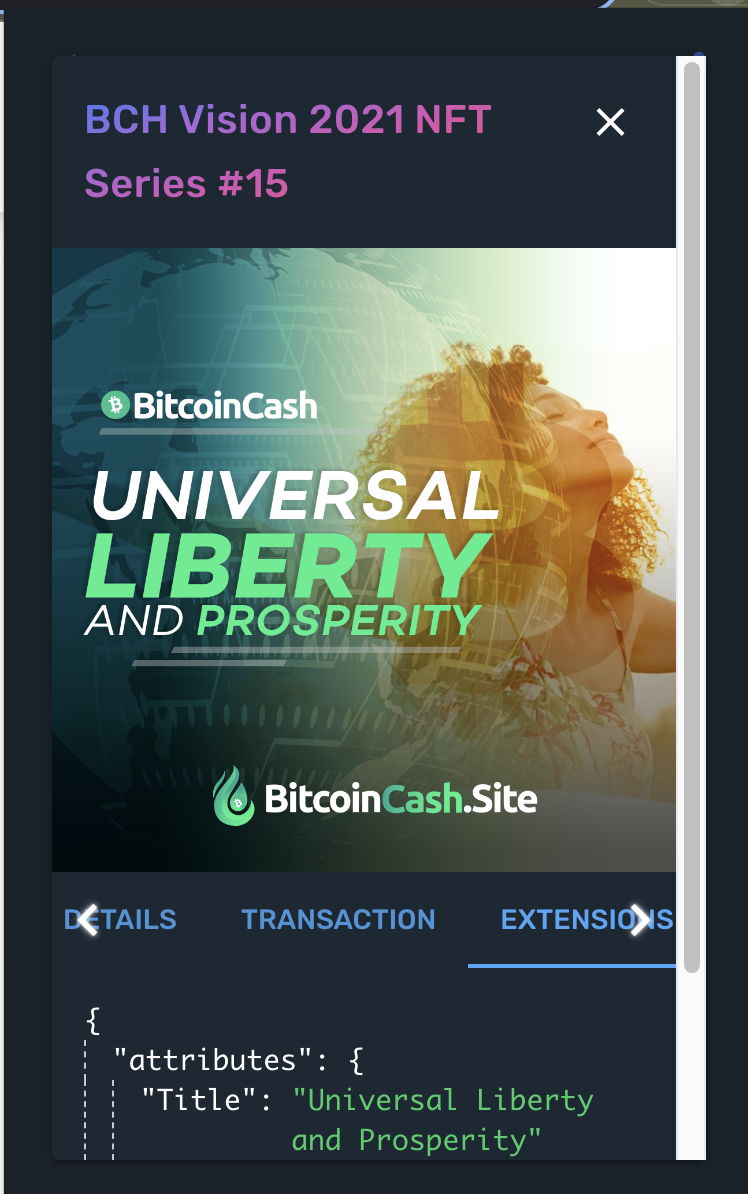 BCH Vision 2021 NFT
Series #15
BitcoinCash
UNIVERSAL
LIBERTY
AND PROSPERITY
BitcoinCash.Site
DETAILS TRANSACTION EXTENSIONS
{
"attributes": {
"Title": "Universal Liberty
and Prosperity"